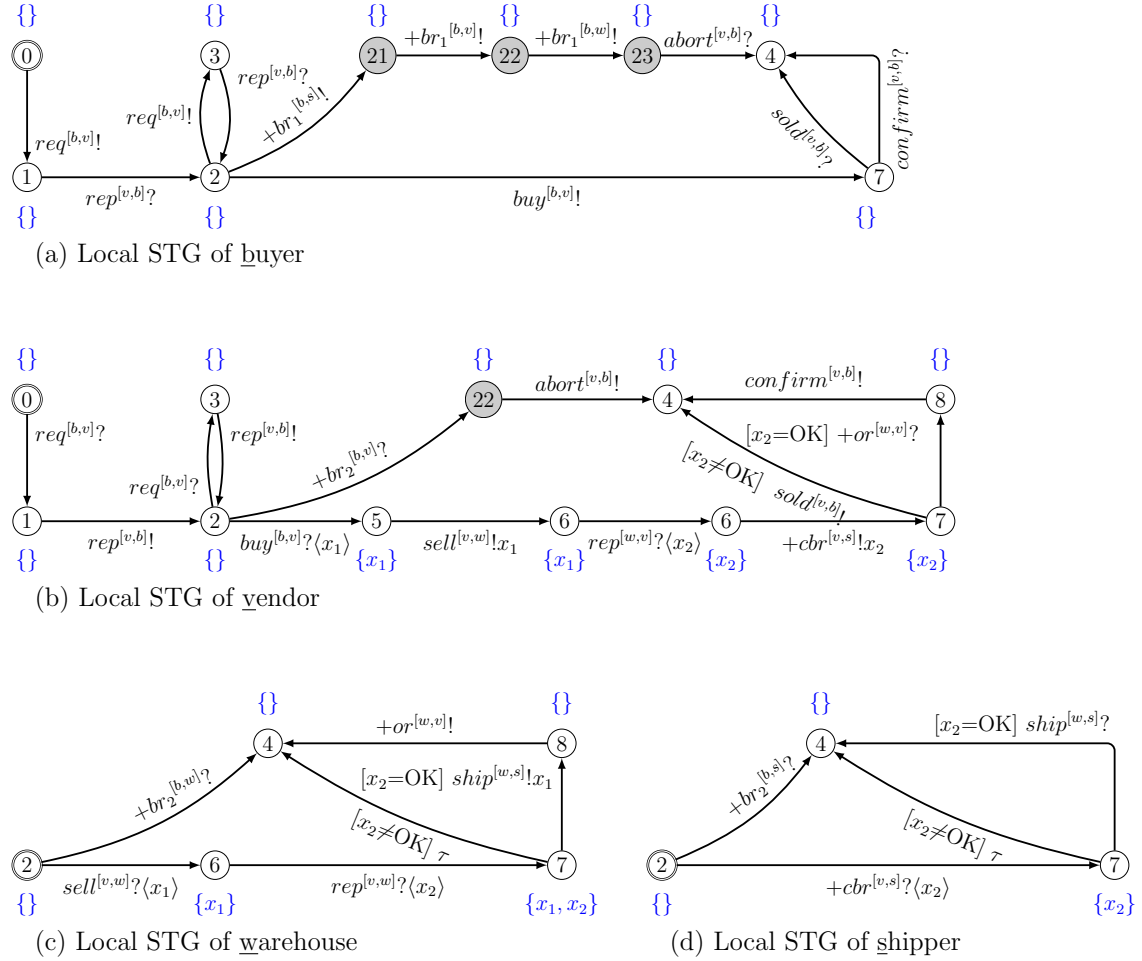 {} {} {} {} {} {}
0 3 21 +br₁^[b,v]! 22 +br₁^[b,w]! 23 abort^[v,b]? 4
rep^[v,b]?
req^[b,v]! req^[b,v]! +br₁^[b,s]! sold^[v,b]? confirm^[v,b]?
1 rep^[v,b]? 2 buy^[b,v]! 7
{} {} {}
(a) Local STG of buyer
{} {} {} {} {}
0 3 22 abort^[v,b]! 4 confirm^[v,b]! 8
req^[b,v]? rep^[v,b]! [x₂=OK] +or^[w,v]?
req^[b,v]? +br₂^[b,v]? [x₂≠OK] sold^[v,b]!
1 2 5 6 6 7
rep^[v,b]! buy^[b,v]?⟨x₁⟩ sell^[v,w]!x₁ rep^[w,v]?⟨x₂⟩ +cbr^[v,s]!x₂
{} {} {x₁} {x₁} {x₂} {x₂}
(b) Local STG of vendor
{} {} {}
4 +or^[w,v]! 8 4 [x₂=OK] ship^[w,s]?
+br₂^[b,w]? [x₂=OK] ship^[w,s]!x₁ +br₂^[b,s]?
[x₂≠OK] τ [x₂≠OK] τ
2 6 7 2 7
sell^[v,w]?⟨x₁⟩ rep^[v,w]?⟨x₂⟩ +cbr^[v,s]?⟨x₂⟩
{} {x₁} {x₁, x₂} {} {x₂}
(c) Local STG of warehouse (d) Local STG of shipper